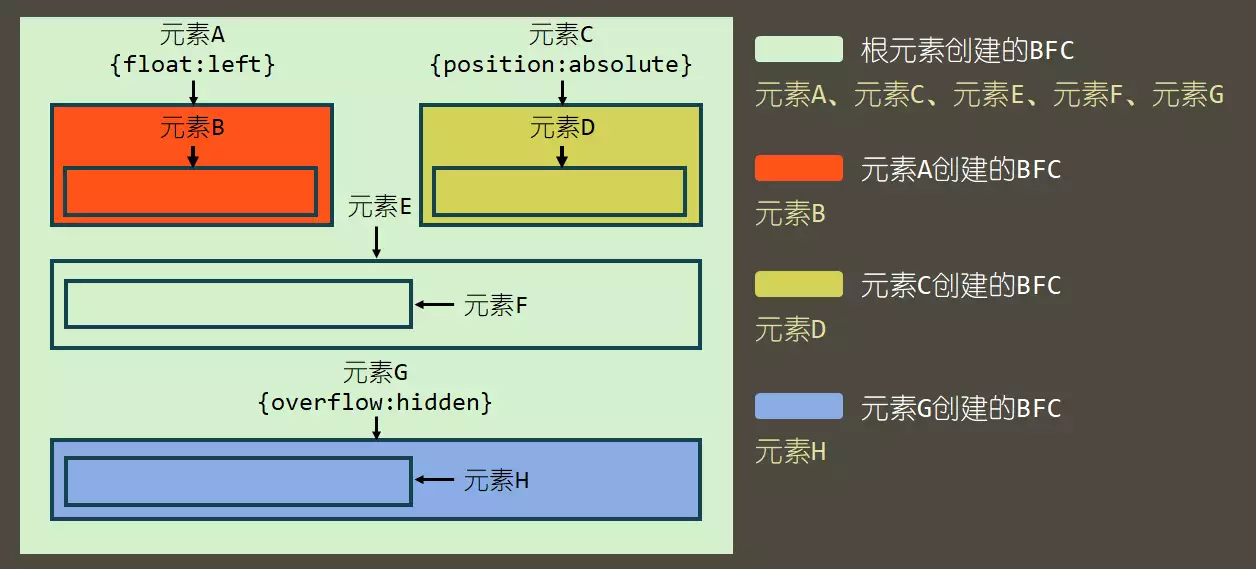 元素A
{float:left}
元素C
{position:absolute}
元素B
元素D
元素E
元素F
元素G
{overflow:hidden}
元素H
根元素创建的BFC
元素A、元素C、元素E、元素F、元素G
元素A创建的BFC
元素B
元素C创建的BFC
元素D
元素G创建的BFC
元素H